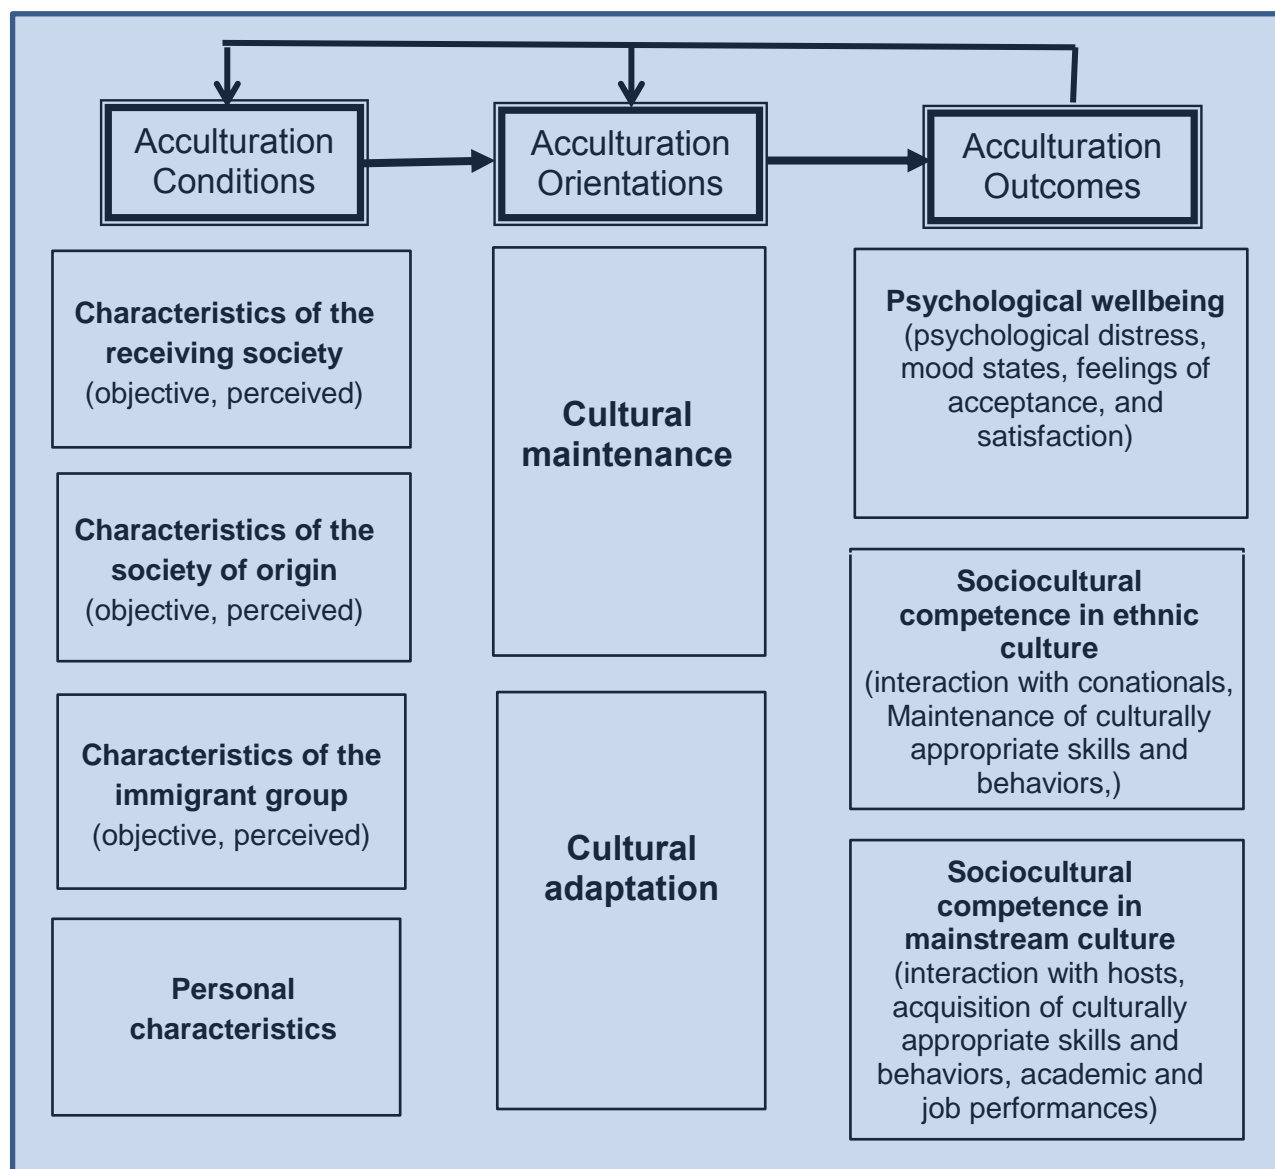 Acculturation
Conditions
Acculturation
Orientations
Acculturation
Outcomes
Characteristics of the
receiving society
(objective, perceived)
Characteristics of the
society of origin
(objective, perceived)
Characteristics of the
immigrant group
(objective, perceived)
Personal
characteristics
Cultural
maintenance
Cultural
adaptation
Psychological wellbeing
(psychological distress,
mood states, feelings of
acceptance, and
satisfaction)
Sociocultural
competence in ethnic
culture
(interaction with conationals,
Maintenance of culturally
appropriate skills and
behaviors,)
Sociocultural
competence in
mainstream culture
(interaction with hosts,
acquisition of culturally
appropriate skills and
behaviors, academic and
job performances)